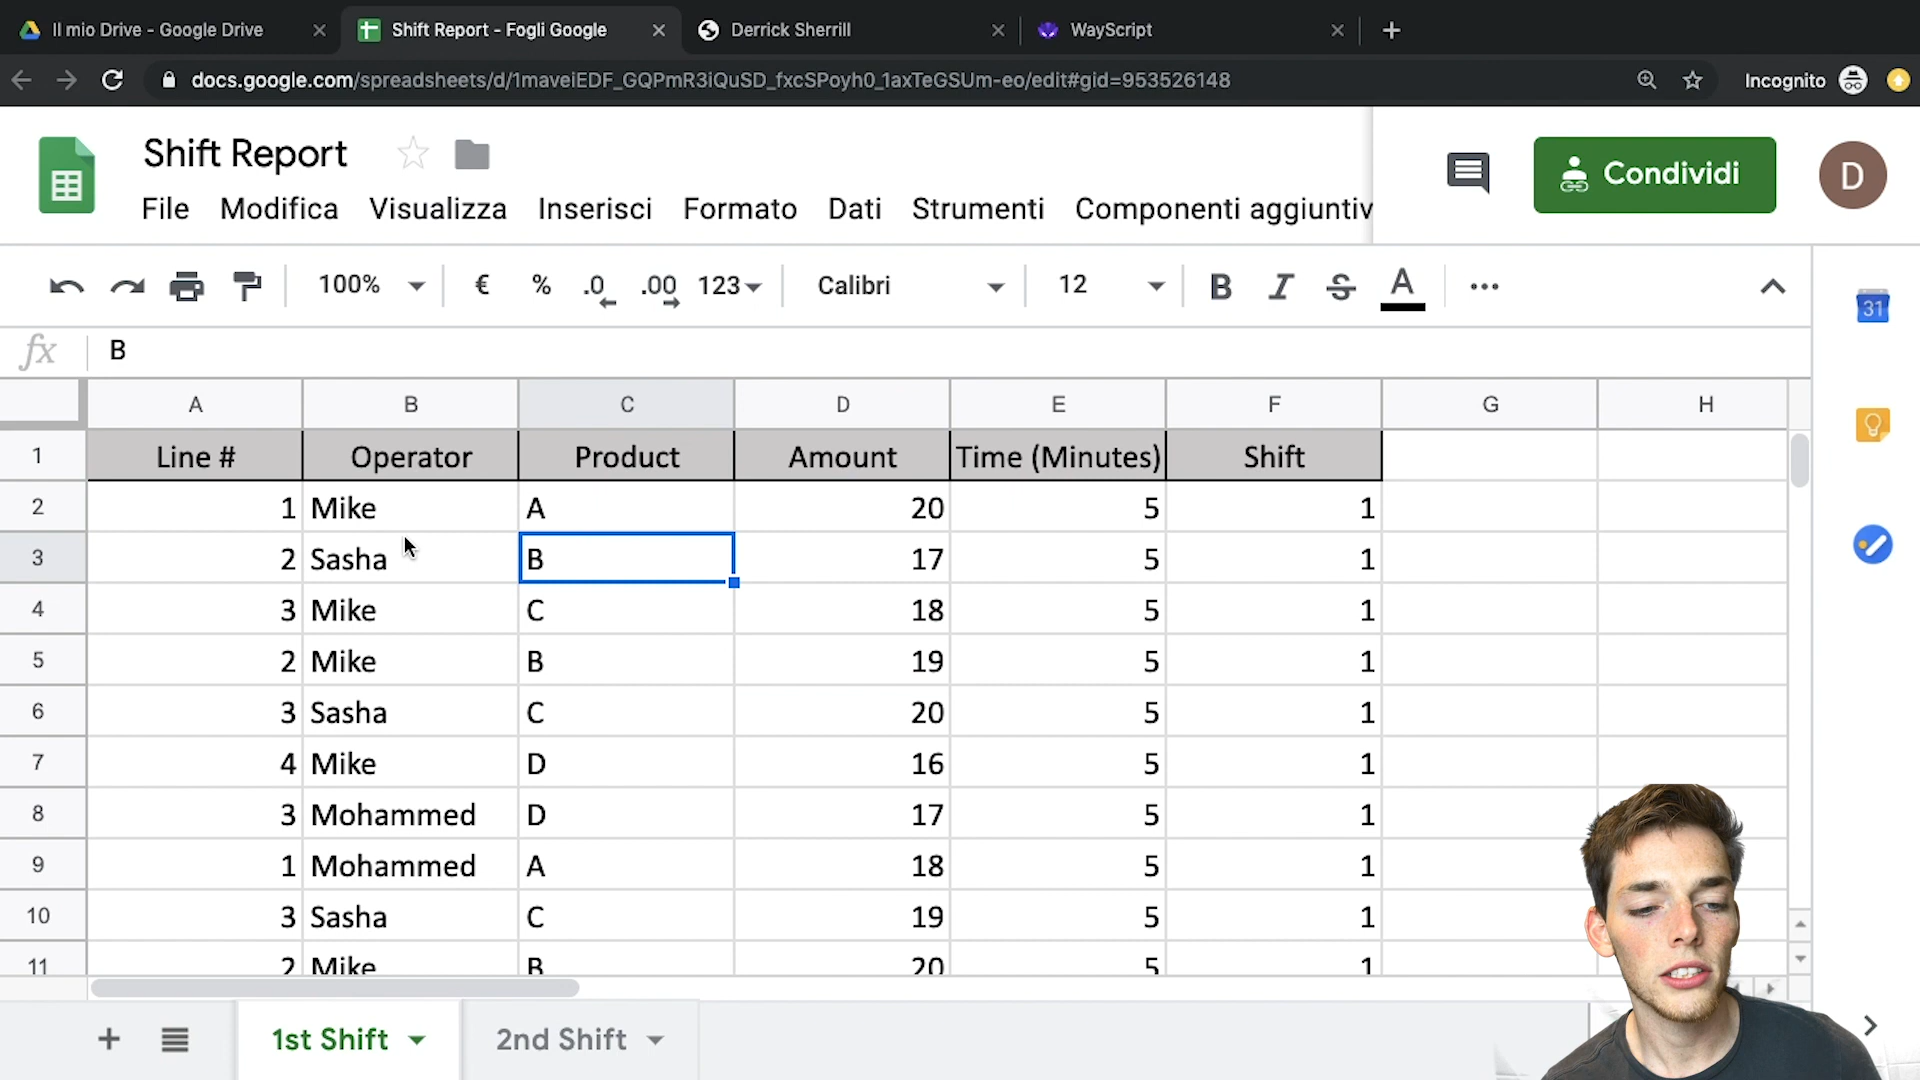 Il mio Drive - Google Drive
Shift Report - Fogli Google
Derrick Sherrill
WayScript
docs.google.com/spreadsheets/d/1maveiEDF_GQPmR3iQuSD_fxcSPoyh0_1axTeGSUm-eo/edit#gid=953526148
Incognito
Shift Report
Condividi
D
File Modifica Visualizza Inserisci Formato Dati Strumenti Componenti aggiuntiv
100% € % .0 .00 123 Calibri 12 B I S A
31
fx B
A B C D E F G H
1 Line # Operator Product Amount Time (Minutes) Shift
2 1 Mike A 20 5 1
3 2 Sasha B 17 5 1
4 3 Mike C 18 5 1
5 2 Mike B 19 5 1
6 3 Sasha C 20 5 1
7 4 Mike D 16 5 1
8 3 Mohammed D 17 5 1
9 1 Mohammed A 18 5 1
10 3 Sasha C 19 5 1
11 2 Mike B 20 5 1
1st Shift 2nd Shift